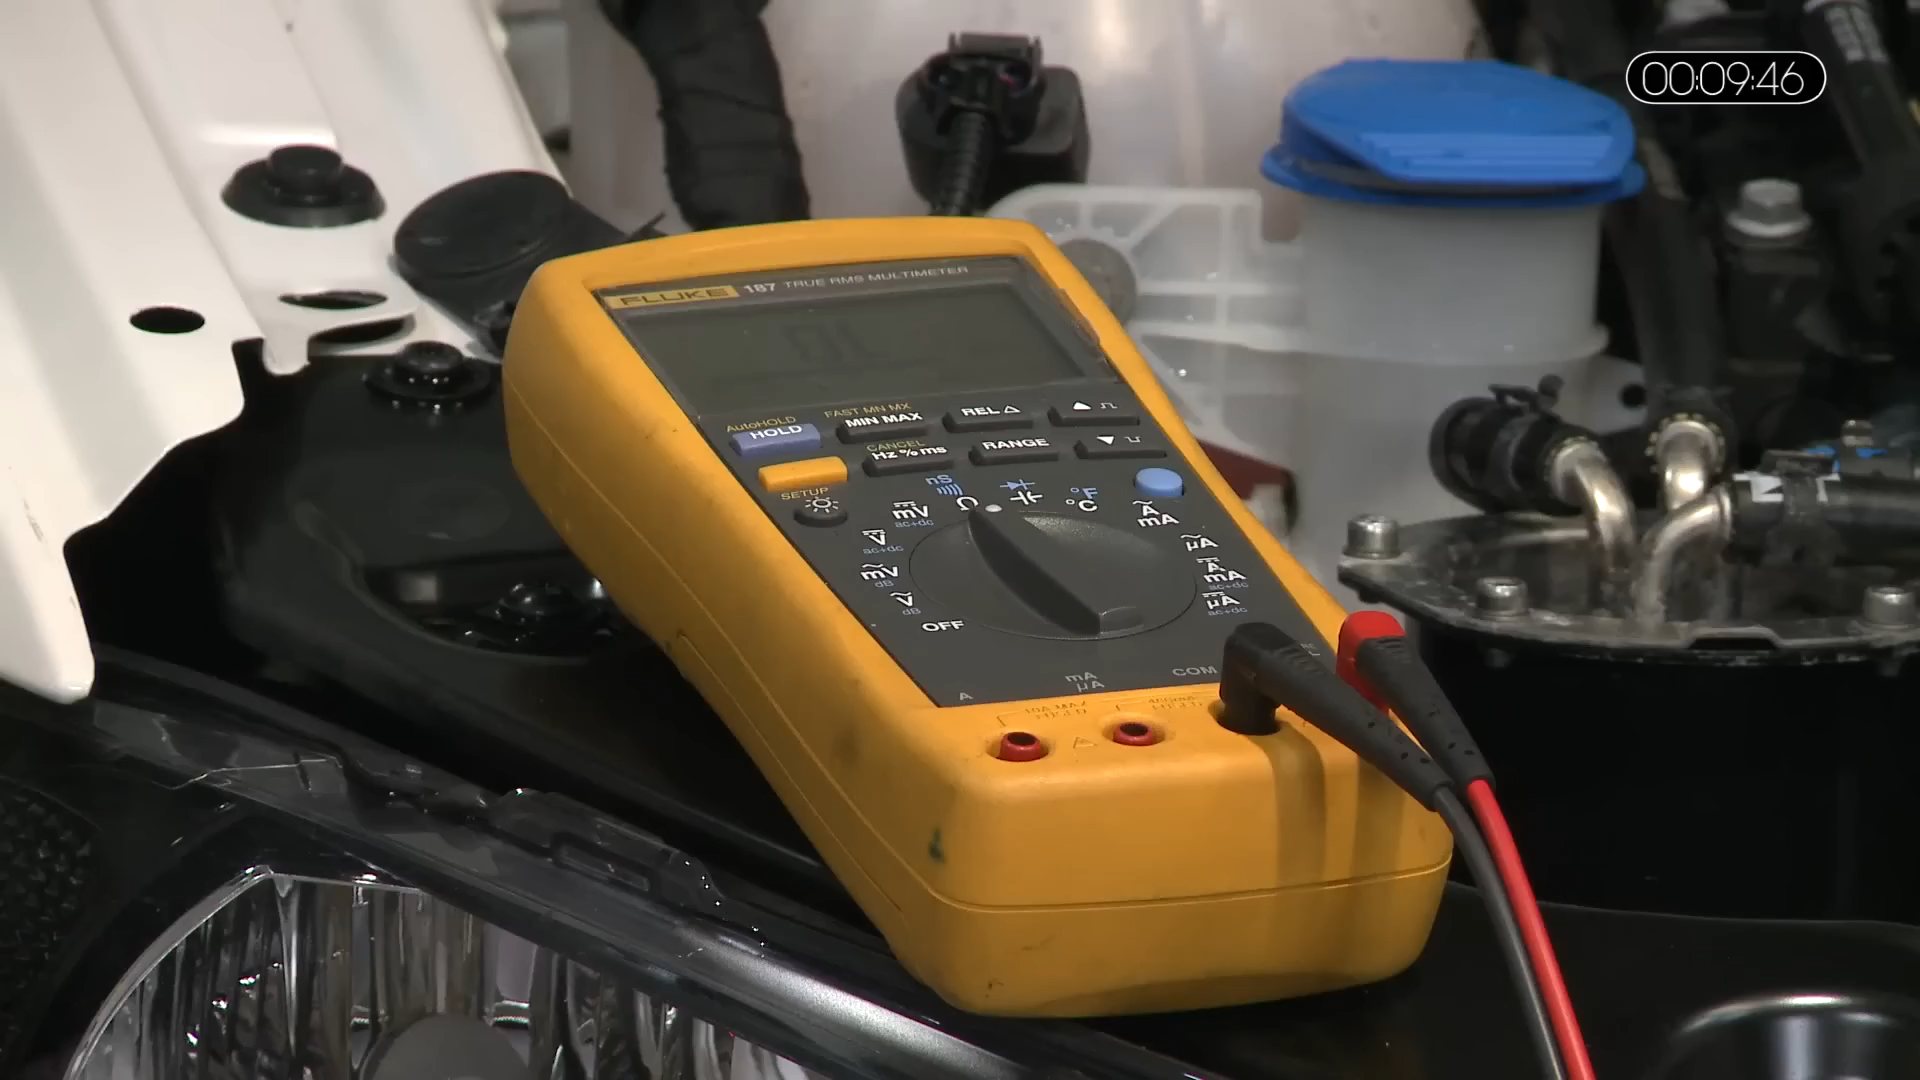 00:09:46
FLUKE 187 TRUE RMS MULTIMETER
OL
AutoHOLD FAST MN MX
HOLD MIN MAX REL △
CANCEL
Hz % ms RANGE
SETUP
nS
Ω
°F
°C
mV
ac+dc
V
ac+dc
mV
dB
V
dB
OFF
A
mA
µA
A
mA
ac+dc
µA
ac+dc
A
mA
µA
COM